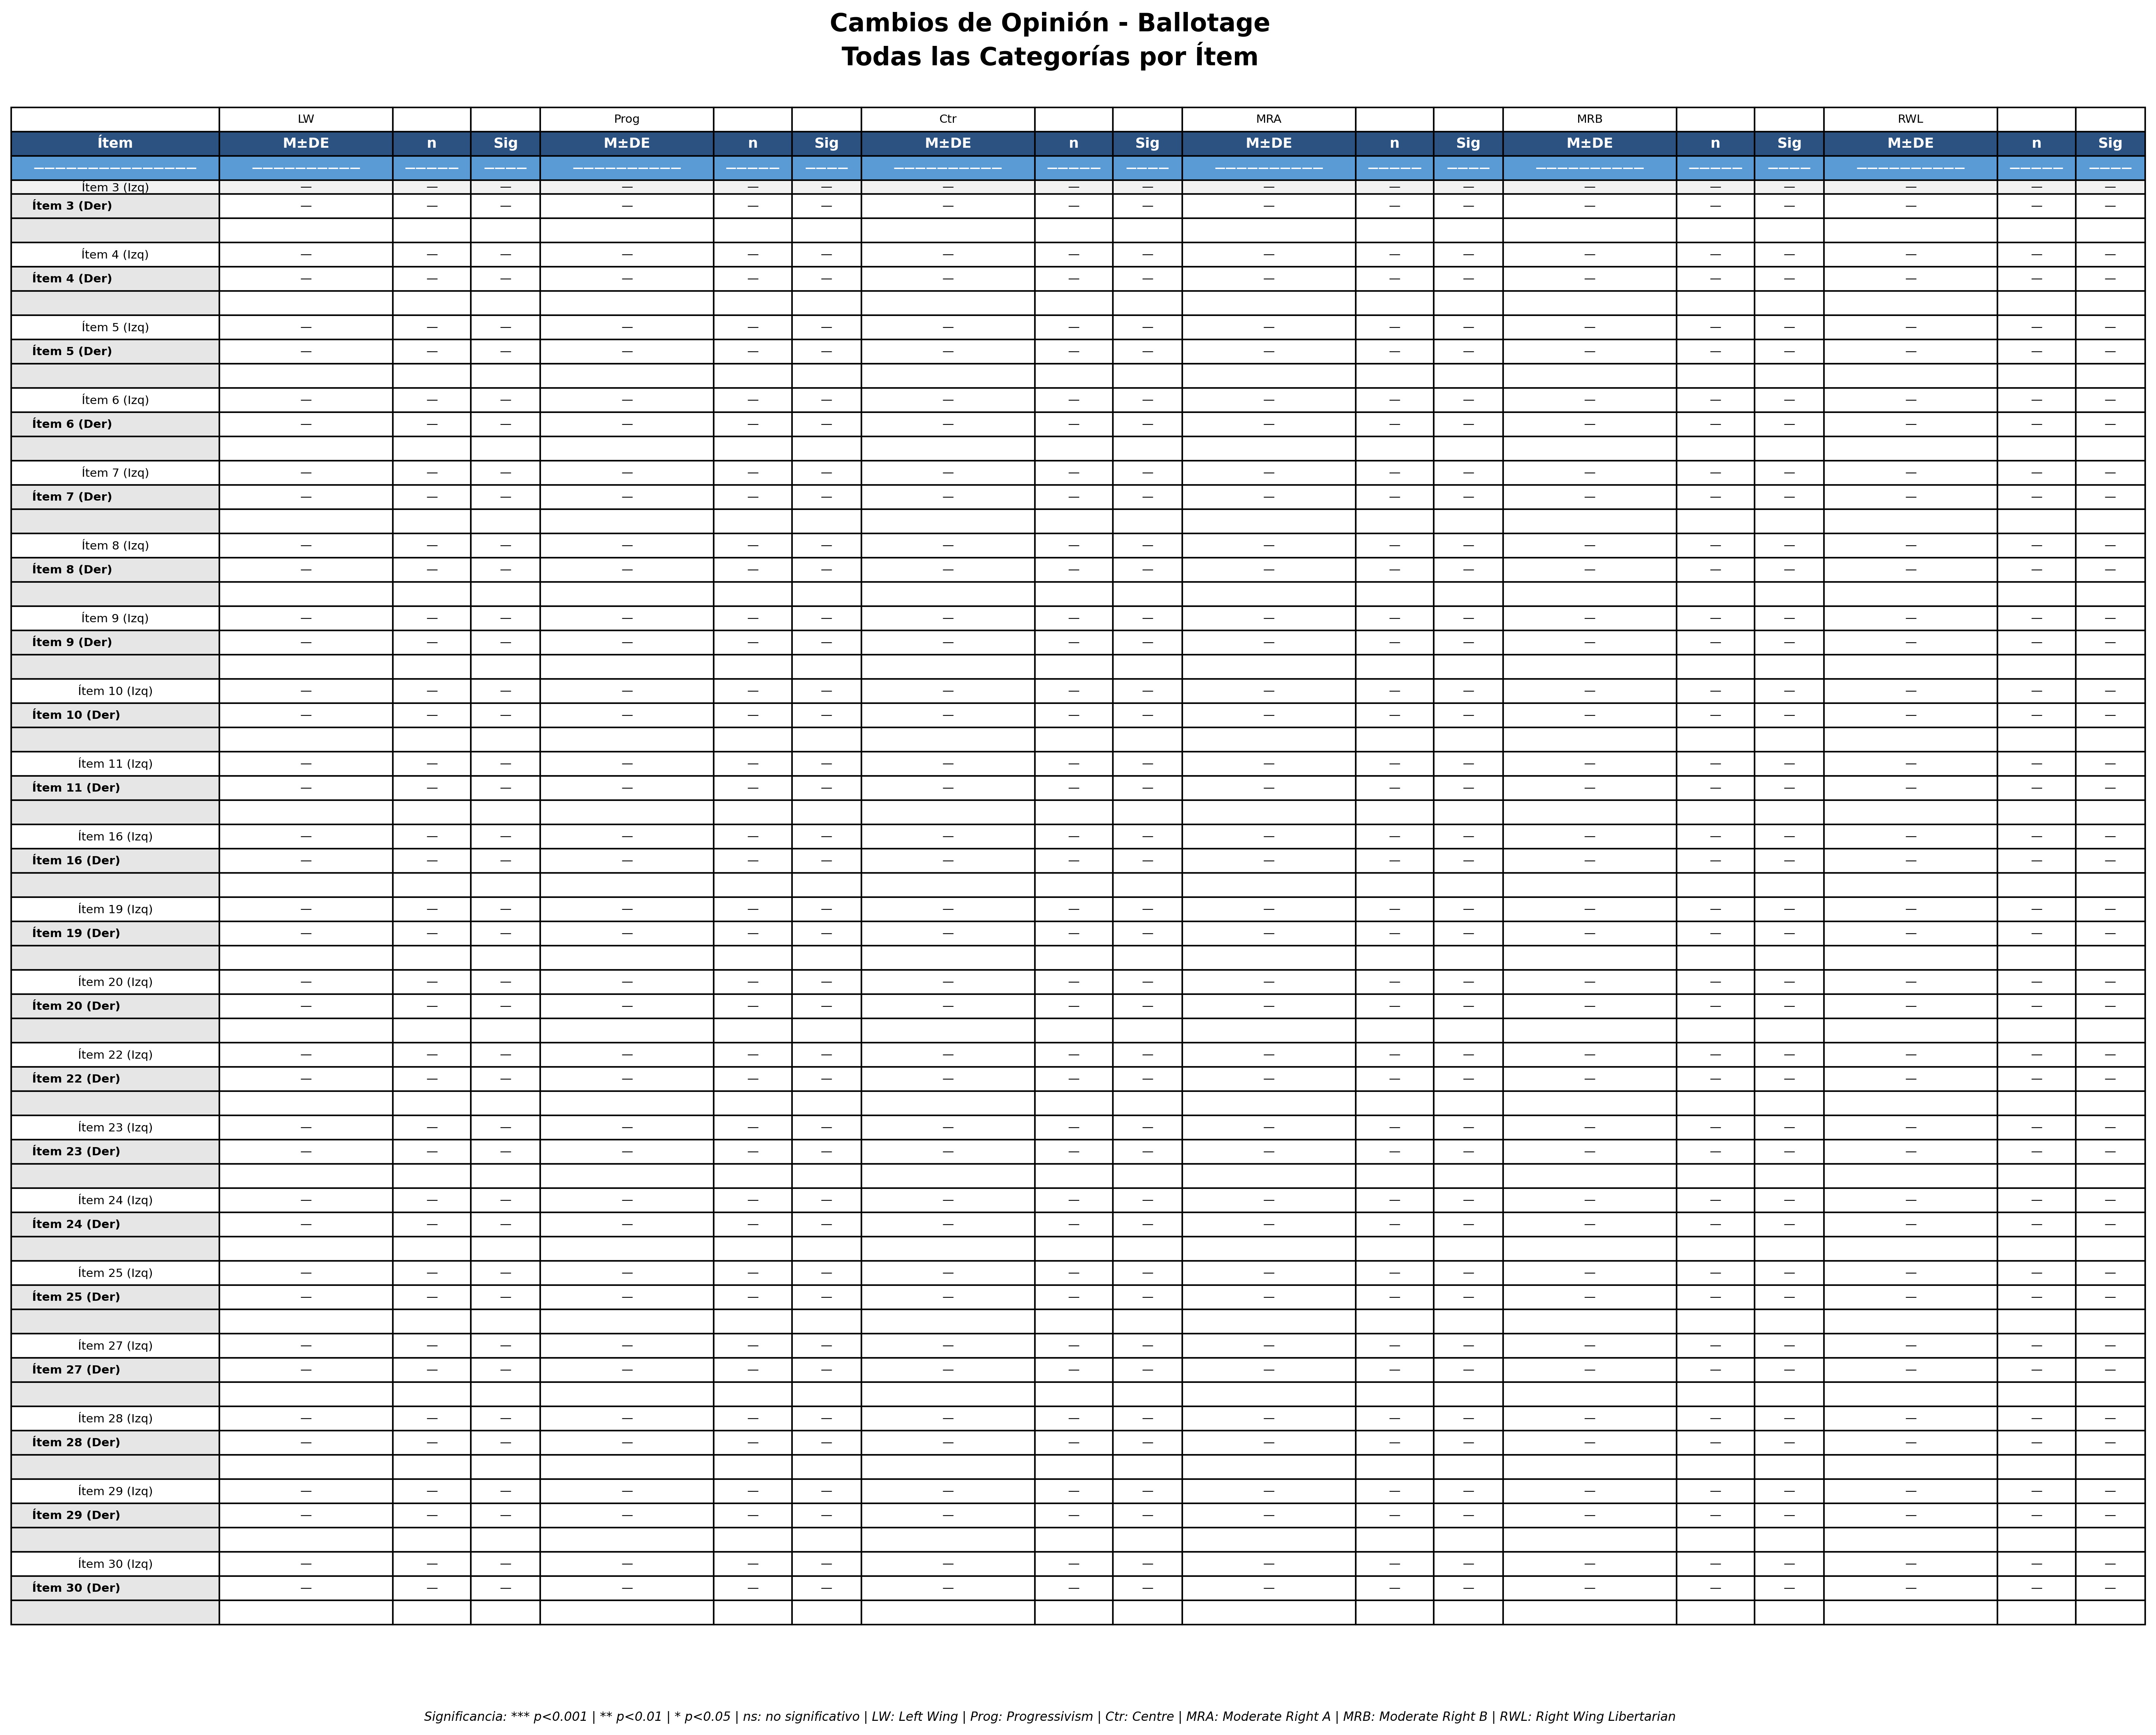 Cambios de Opinión - Ballotage
Todas las Categorías por Ítem
LW Prog Ctr MRA MRB RWL
Ítem M±DE n Sig M±DE n Sig M±DE n Sig M±DE n Sig M±DE n Sig M±DE n Sig
——————————————— —————————— ————— ———— —————————— ————— ———— —————————— ————— ———— —————————— ————— ———— —————————— ————— ———— —————————— ————— ————
Ítem 3 (Izq) — — — — — — — — — — — — — — — — — —
Ítem 3 (Der) — — — — — — — — — — — — — — — — — —
Ítem 4 (Izq) — — — — — — — — — — — — — — — — — —
Ítem 4 (Der) — — — — — — — — — — — — — — — — — —
Ítem 5 (Izq) — — — — — — — — — — — — — — — — — —
Ítem 5 (Der) — — — — — — — — — — — — — — — — — —
Ítem 6 (Izq) — — — — — — — — — — — — — — — — — —
Ítem 6 (Der) — — — — — — — — — — — — — — — — — —
Ítem 7 (Izq) — — — — — — — — — — — — — — — — — —
Ítem 7 (Der) — — — — — — — — — — — — — — — — — —
Ítem 8 (Izq) — — — — — — — — — — — — — — — — — —
Ítem 8 (Der) — — — — — — — — — — — — — — — — — —
Ítem 9 (Izq) — — — — — — — — — — — — — — — — — —
Ítem 9 (Der) — — — — — — — — — — — — — — — — — —
Ítem 10 (Izq) — — — — — — — — — — — — — — — — — —
Ítem 10 (Der) — — — — — — — — — — — — — — — — — —
Ítem 11 (Izq) — — — — — — — — — — — — — — — — — —
Ítem 11 (Der) — — — — — — — — — — — — — — — — — —
Ítem 16 (Izq) — — — — — — — — — — — — — — — — — —
Ítem 16 (Der) — — — — — — — — — — — — — — — — — —
Ítem 19 (Izq) — — — — — — — — — — — — — — — — — —
Ítem 19 (Der) — — — — — — — — — — — — — — — — — —
Ítem 20 (Izq) — — — — — — — — — — — — — — — — — —
Ítem 20 (Der) — — — — — — — — — — — — — — — — — —
Ítem 22 (Izq) — — — — — — — — — — — — — — — — — —
Ítem 22 (Der) — — — — — — — — — — — — — — — — — —
Ítem 23 (Izq) — — — — — — — — — — — — — — — — — —
Ítem 23 (Der) — — — — — — — — — — — — — — — — — —
Ítem 24 (Izq) — — — — — — — — — — — — — — — — — —
Ítem 24 (Der) — — — — — — — — — — — — — — — — — —
Ítem 25 (Izq) — — — — — — — — — — — — — — — — — —
Ítem 25 (Der) — — — — — — — — — — — — — — — — — —
Ítem 27 (Izq) — — — — — — — — — — — — — — — — — —
Ítem 27 (Der) — — — — — — — — — — — — — — — — — —
Ítem 28 (Izq) — — — — — — — — — — — — — — — — — —
Ítem 28 (Der) — — — — — — — — — — — — — — — — — —
Ítem 29 (Izq) — — — — — — — — — — — — — — — — — —
Ítem 29 (Der) — — — — — — — — — — — — — — — — — —
Ítem 30 (Izq) — — — — — — — — — — — — — — — — — —
Ítem 30 (Der) — — — — — — — — — — — — — — — — — —
Significancia: *** p<0.001 | ** p<0.01 | * p<0.05 | ns: no significativo | LW: Left Wing | Prog: Progressivism | Ctr: Centre | MRA: Moderate Right A | MRB: Moderate Right B | RWL: Right Wing Libertarian